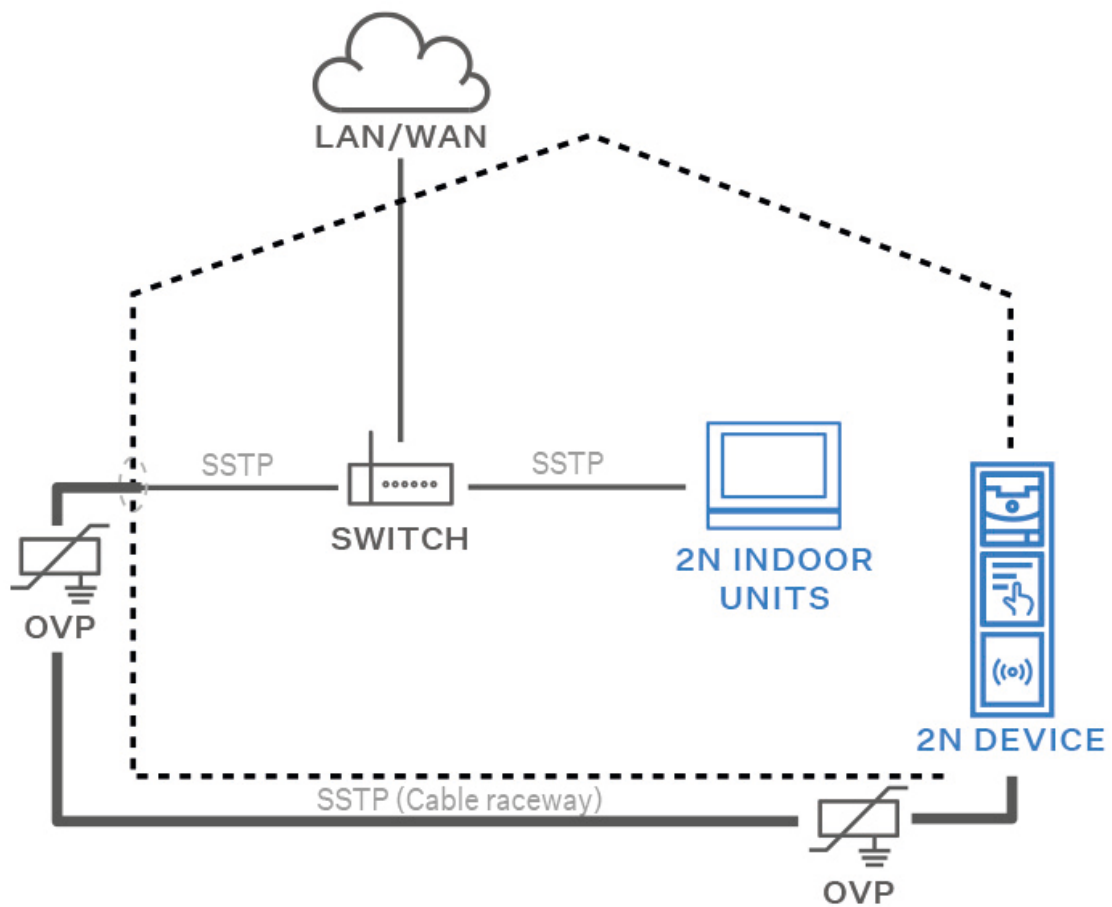 LAN/WAN
SSTP
SSTP
SWITCH
2N INDOOR
UNITS
OVP
2N DEVICE
SSTP (Cable raceway)
OVP